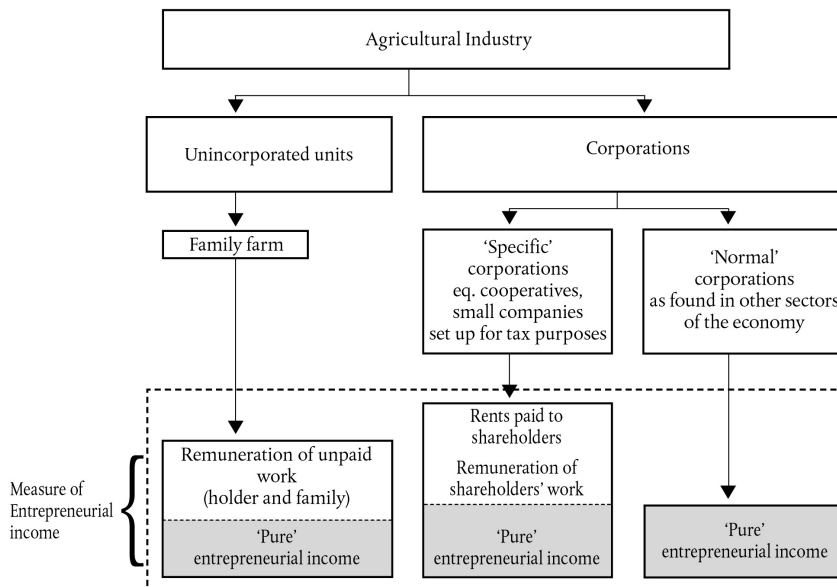 Agricultural Industry
Unincorporated units
Corporations
Family farm
‘Specific’
corporations
eq. cooperatives,
small companies
set up for tax purposes
‘Normal’
corporations
as found in other sectors
of the economy
Measure of
Entrepreneurial
income
Remuneration of unpaid
work
(holder and family)
‘Pure’
entrepreneurial income
Rents paid to
shareholders
Remuneration of
shareholders’ work
‘Pure’
entrepreneurial income
‘Pure’
entrepreneurial income